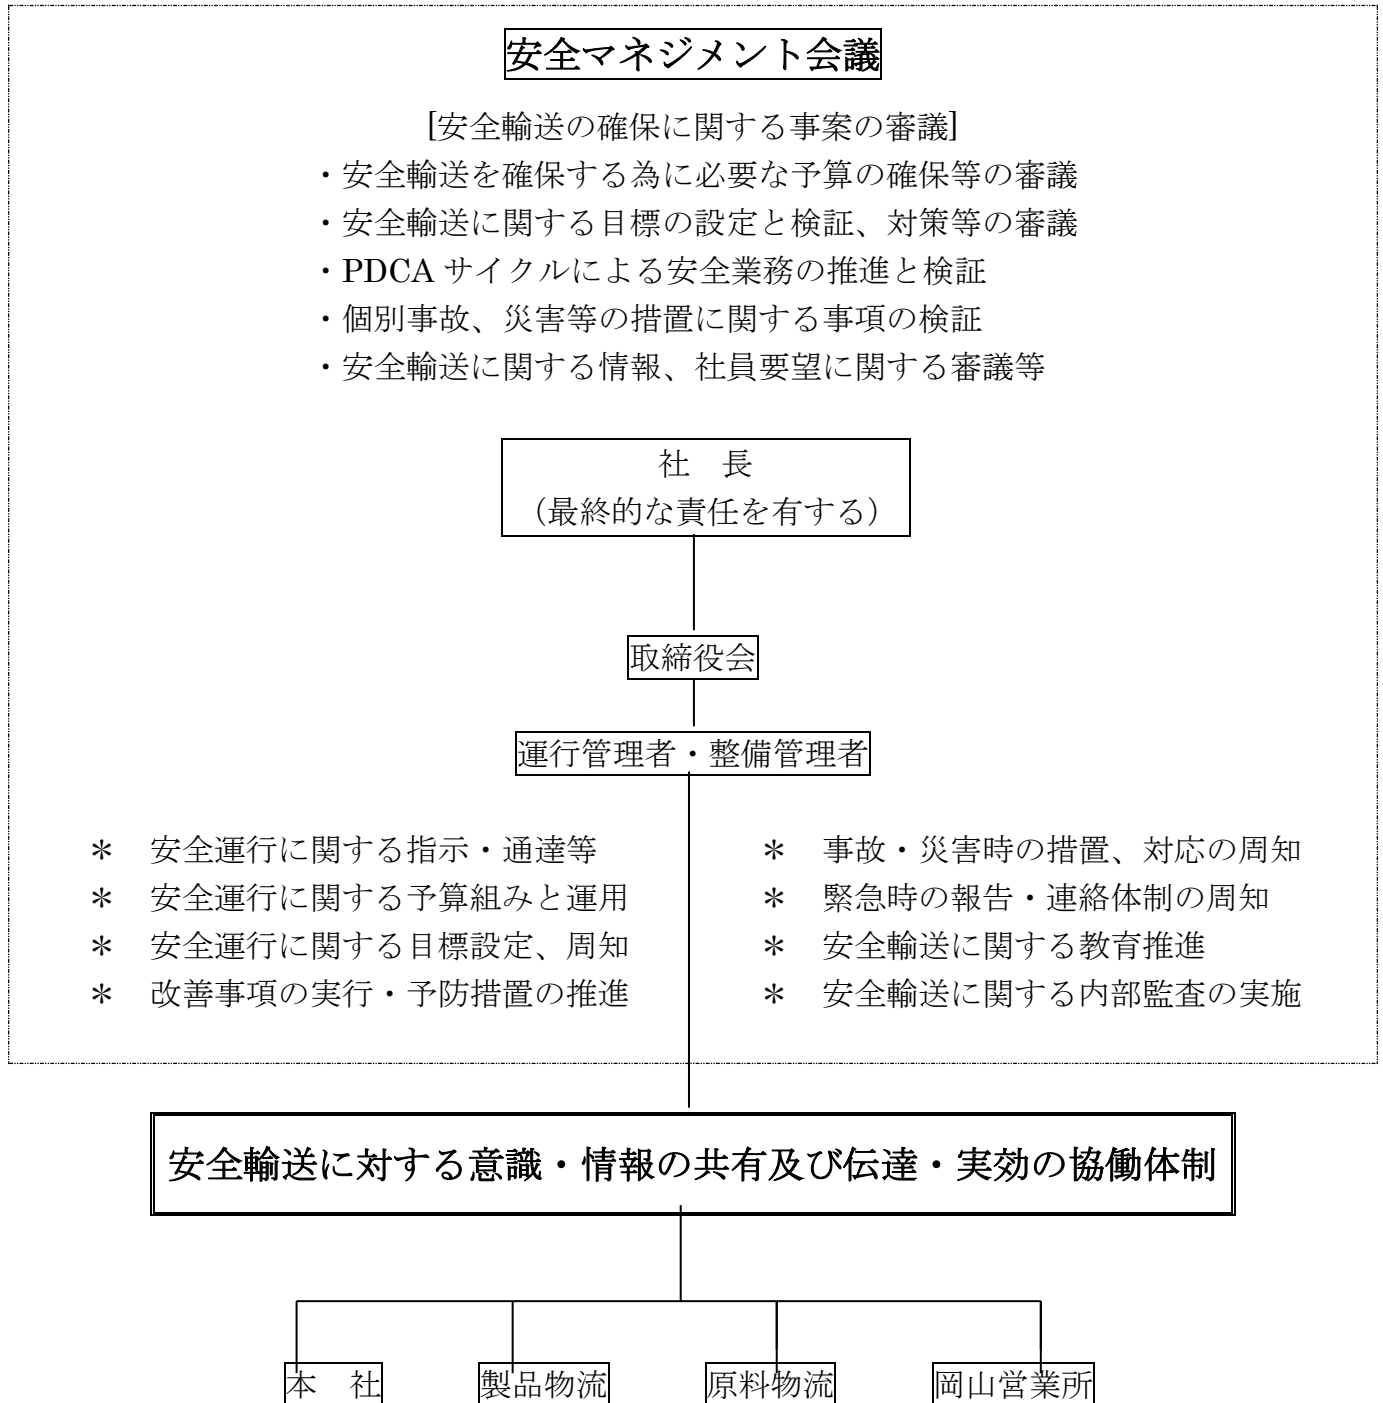 安全マネジメント会議
[安全輸送の確保に関する事案の審議]
・安全輸送を確保する為に必要な予算の確保等の審議
・安全輸送に関する目標の設定と検証、対策等の審議
・PDCA サイクルによる安全業務の推進と検証
・個別事故、災害等の措置に関する事項の検証
・安全輸送に関する情報、社員要望に関する審議等
社　長
（最終的な責任を有する）
取締役会
運行管理者・整備管理者
＊　安全運行に関する指示・通達等
＊　安全運行に関する予算組みと運用
＊　安全運行に関する目標設定、周知
＊　改善事項の実行・予防措置の推進
＊　事故・災害時の措置、対応の周知
＊　緊急時の報告・連絡体制の周知
＊　安全輸送に関する教育推進
＊　安全輸送に関する内部監査の実施
安全輸送に対する意識・情報の共有及び伝達・実効の協働体制
本　社
製品物流
原料物流
岡山営業所